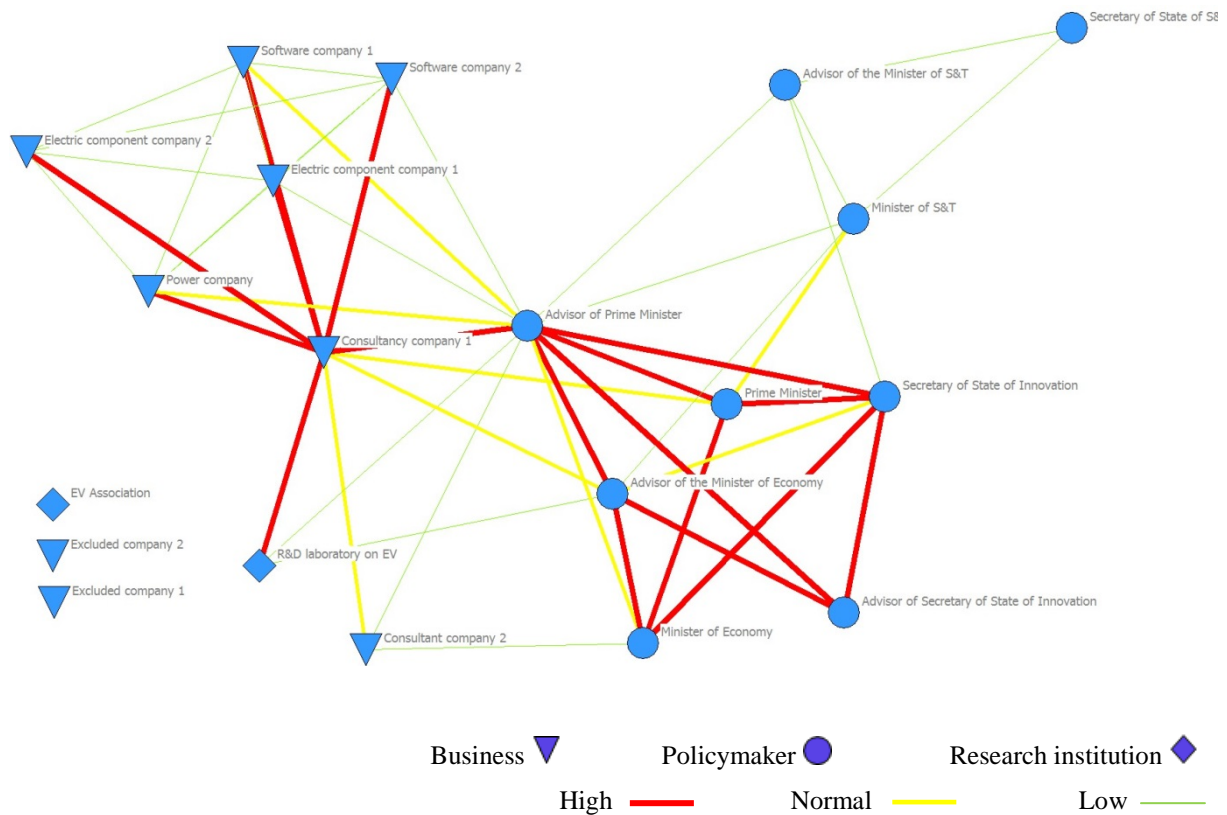 Secretary of State of S&
Software company 1
Software company 2
Advisor of the Minister of S&T
Electric component company 2
Electric component company 1
Minister of S&T
Power company
Advisor of Prime Minister
Consultancy company 1
Prime Minister
Secretary of State of Innovation
Advisor of the Minister of Economy
EV Association
Excluded company 2
R&D laboratory on EV
Excluded company 1
Advisor of Secretary of State of Innovation
Consultant company 2
Minister of Economy
Business
Policymaker
Research institution
High
Normal
Low